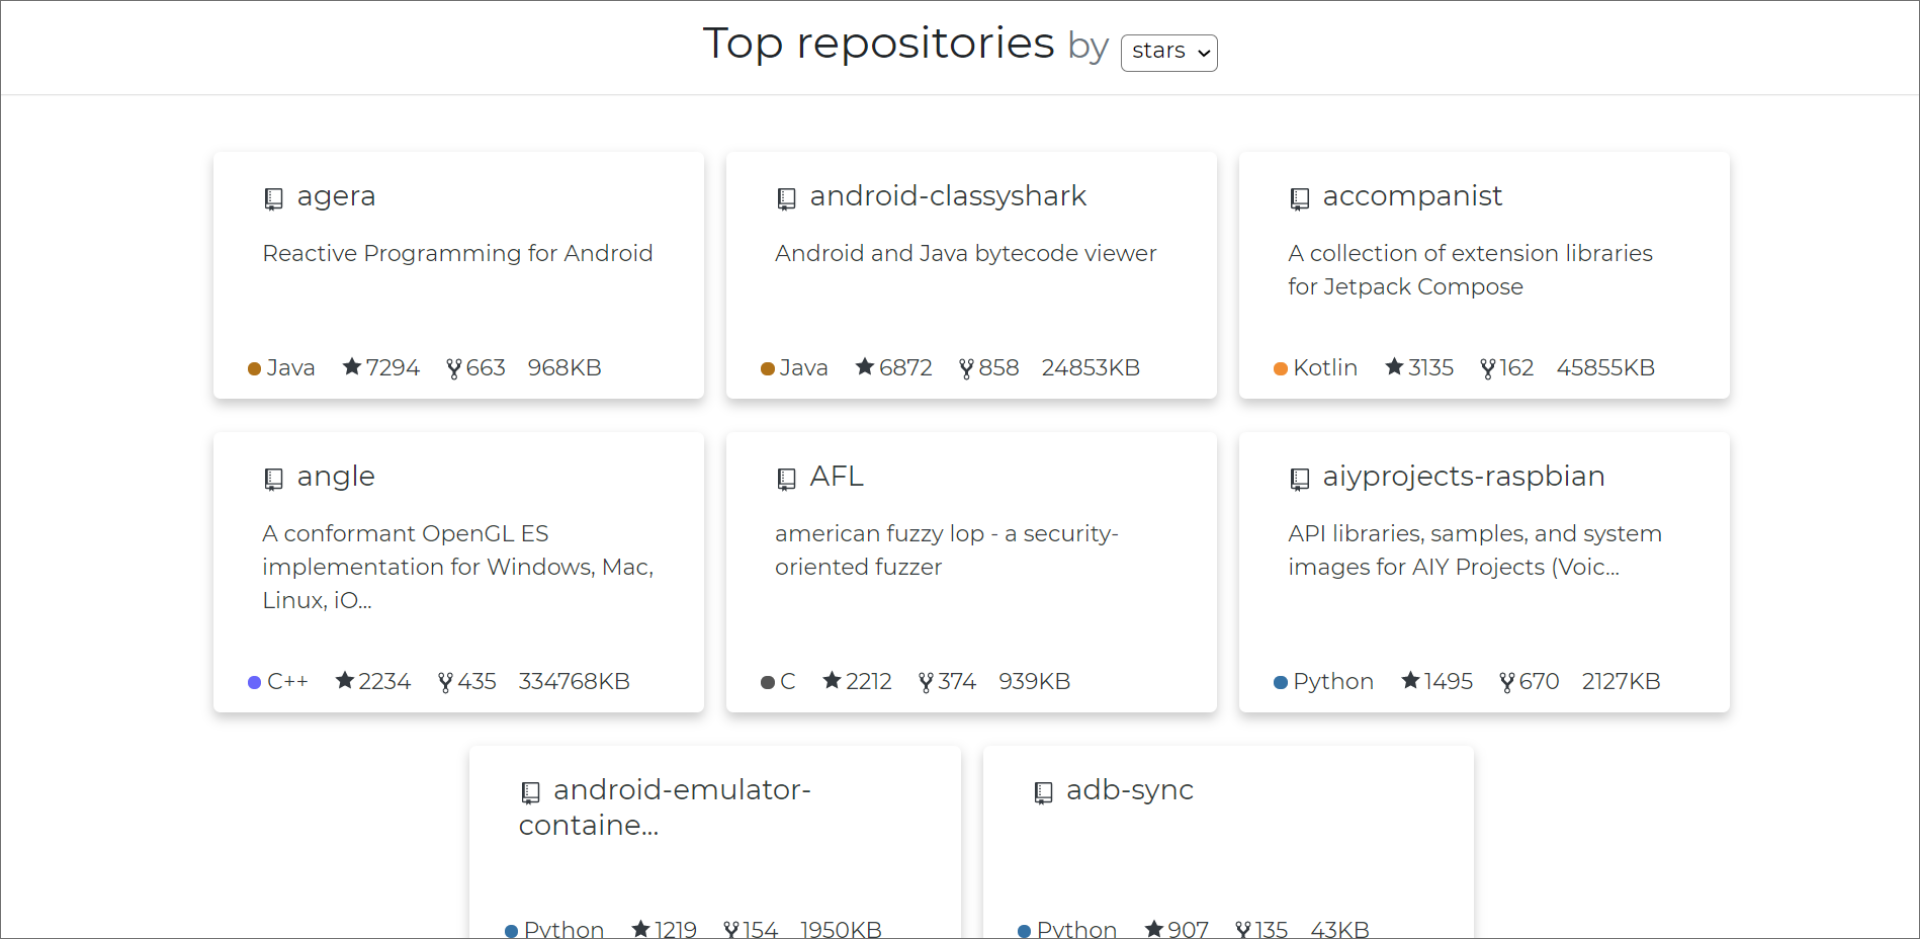 Top repositories by stars
agera
Reactive Programming for Android
Java 7294 663 968KB
android-classyshark
Android and Java bytecode viewer
Java 6872 858 24853KB
accompanist
A collection of extension libraries
for Jetpack Compose
Kotlin 3135 162 45855KB
angle
A conformant OpenGL ES
implementation for Windows, Mac,
Linux, iO...
C++ 2234 435 334768KB
AFL
american fuzzy lop - a security-
oriented fuzzer
C 2212 374 939KB
aiyprojects-raspbian
API libraries, samples, and system
images for AIY Projects (Voic...
Python 1495 670 2127KB
android-emulator-
containe...
Python 1219 154 1950KB
adb-sync
Python 907 135 43KB